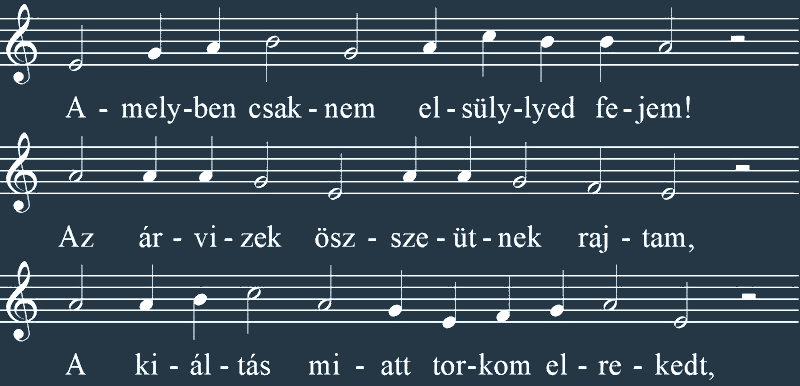 A - mely-ben csak - nem el - süly-lyed fe - jem!
Az ár - vi - zek ösz - sze - üt - nek raj - tam,
A ki - ál - tás mi - att tor-kom el - re - kedt,